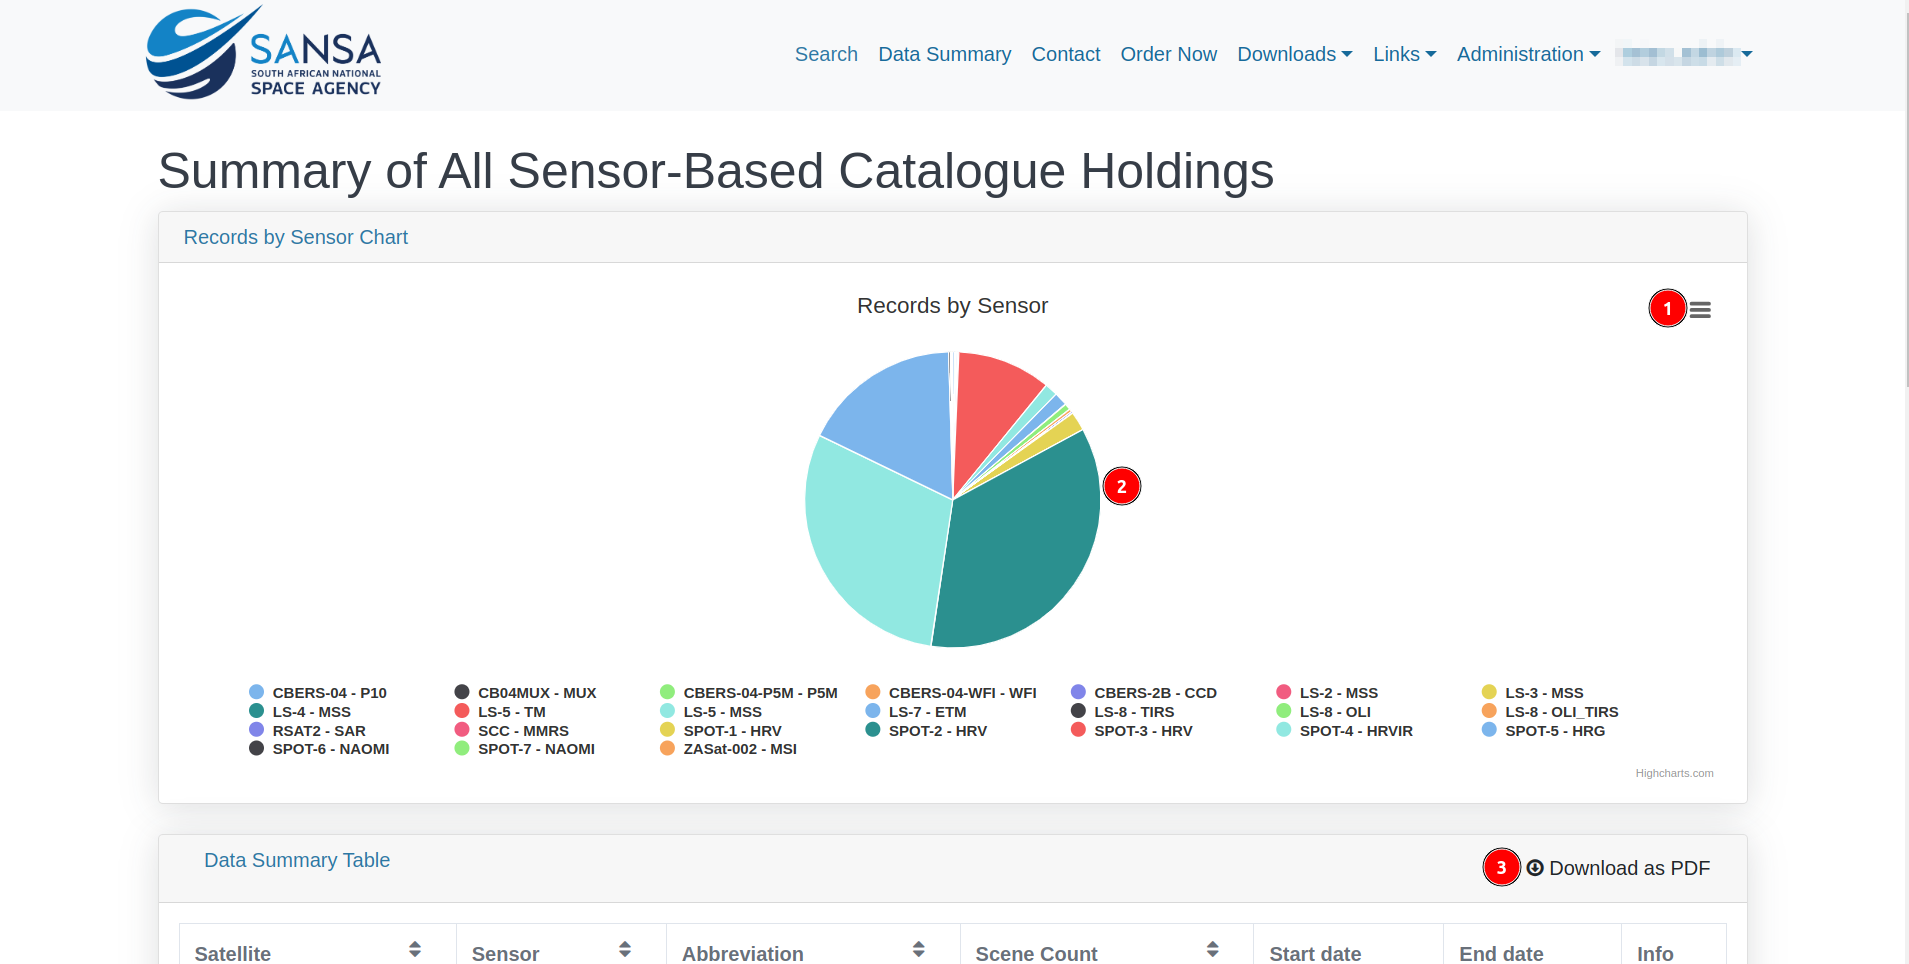 SANSA
SOUTH AFRICAN NATIONAL
SPACE AGENCY
Search Data Summary Contact Order Now Downloads Links Administration
Summary of All Sensor-Based Catalogue Holdings
Records by Sensor Chart
Records by Sensor
1
2
CBERS-04 - P10 CB04MUX - MUX CBERS-04-P5M - P5M CBERS-04-WFI - WFI CBERS-2B - CCD LS-2 - MSS LS-3 - MSS
LS-4 - MSS LS-5 - TM LS-5 - MSS LS-7 - ETM LS-8 - TIRS LS-8 - OLI LS-8 - OLI_TIRS
RSAT2 - SAR SCC - MMRS SPOT-1 - HRV SPOT-2 - HRV SPOT-3 - HRV SPOT-4 - HRVIR SPOT-5 - HRG
SPOT-6 - NAOMI SPOT-7 - NAOMI ZASat-002 - MSI
Highcharts.com
Data Summary Table
3 Download as PDF
Satellite Sensor Abbreviation Scene Count Start date End date Info